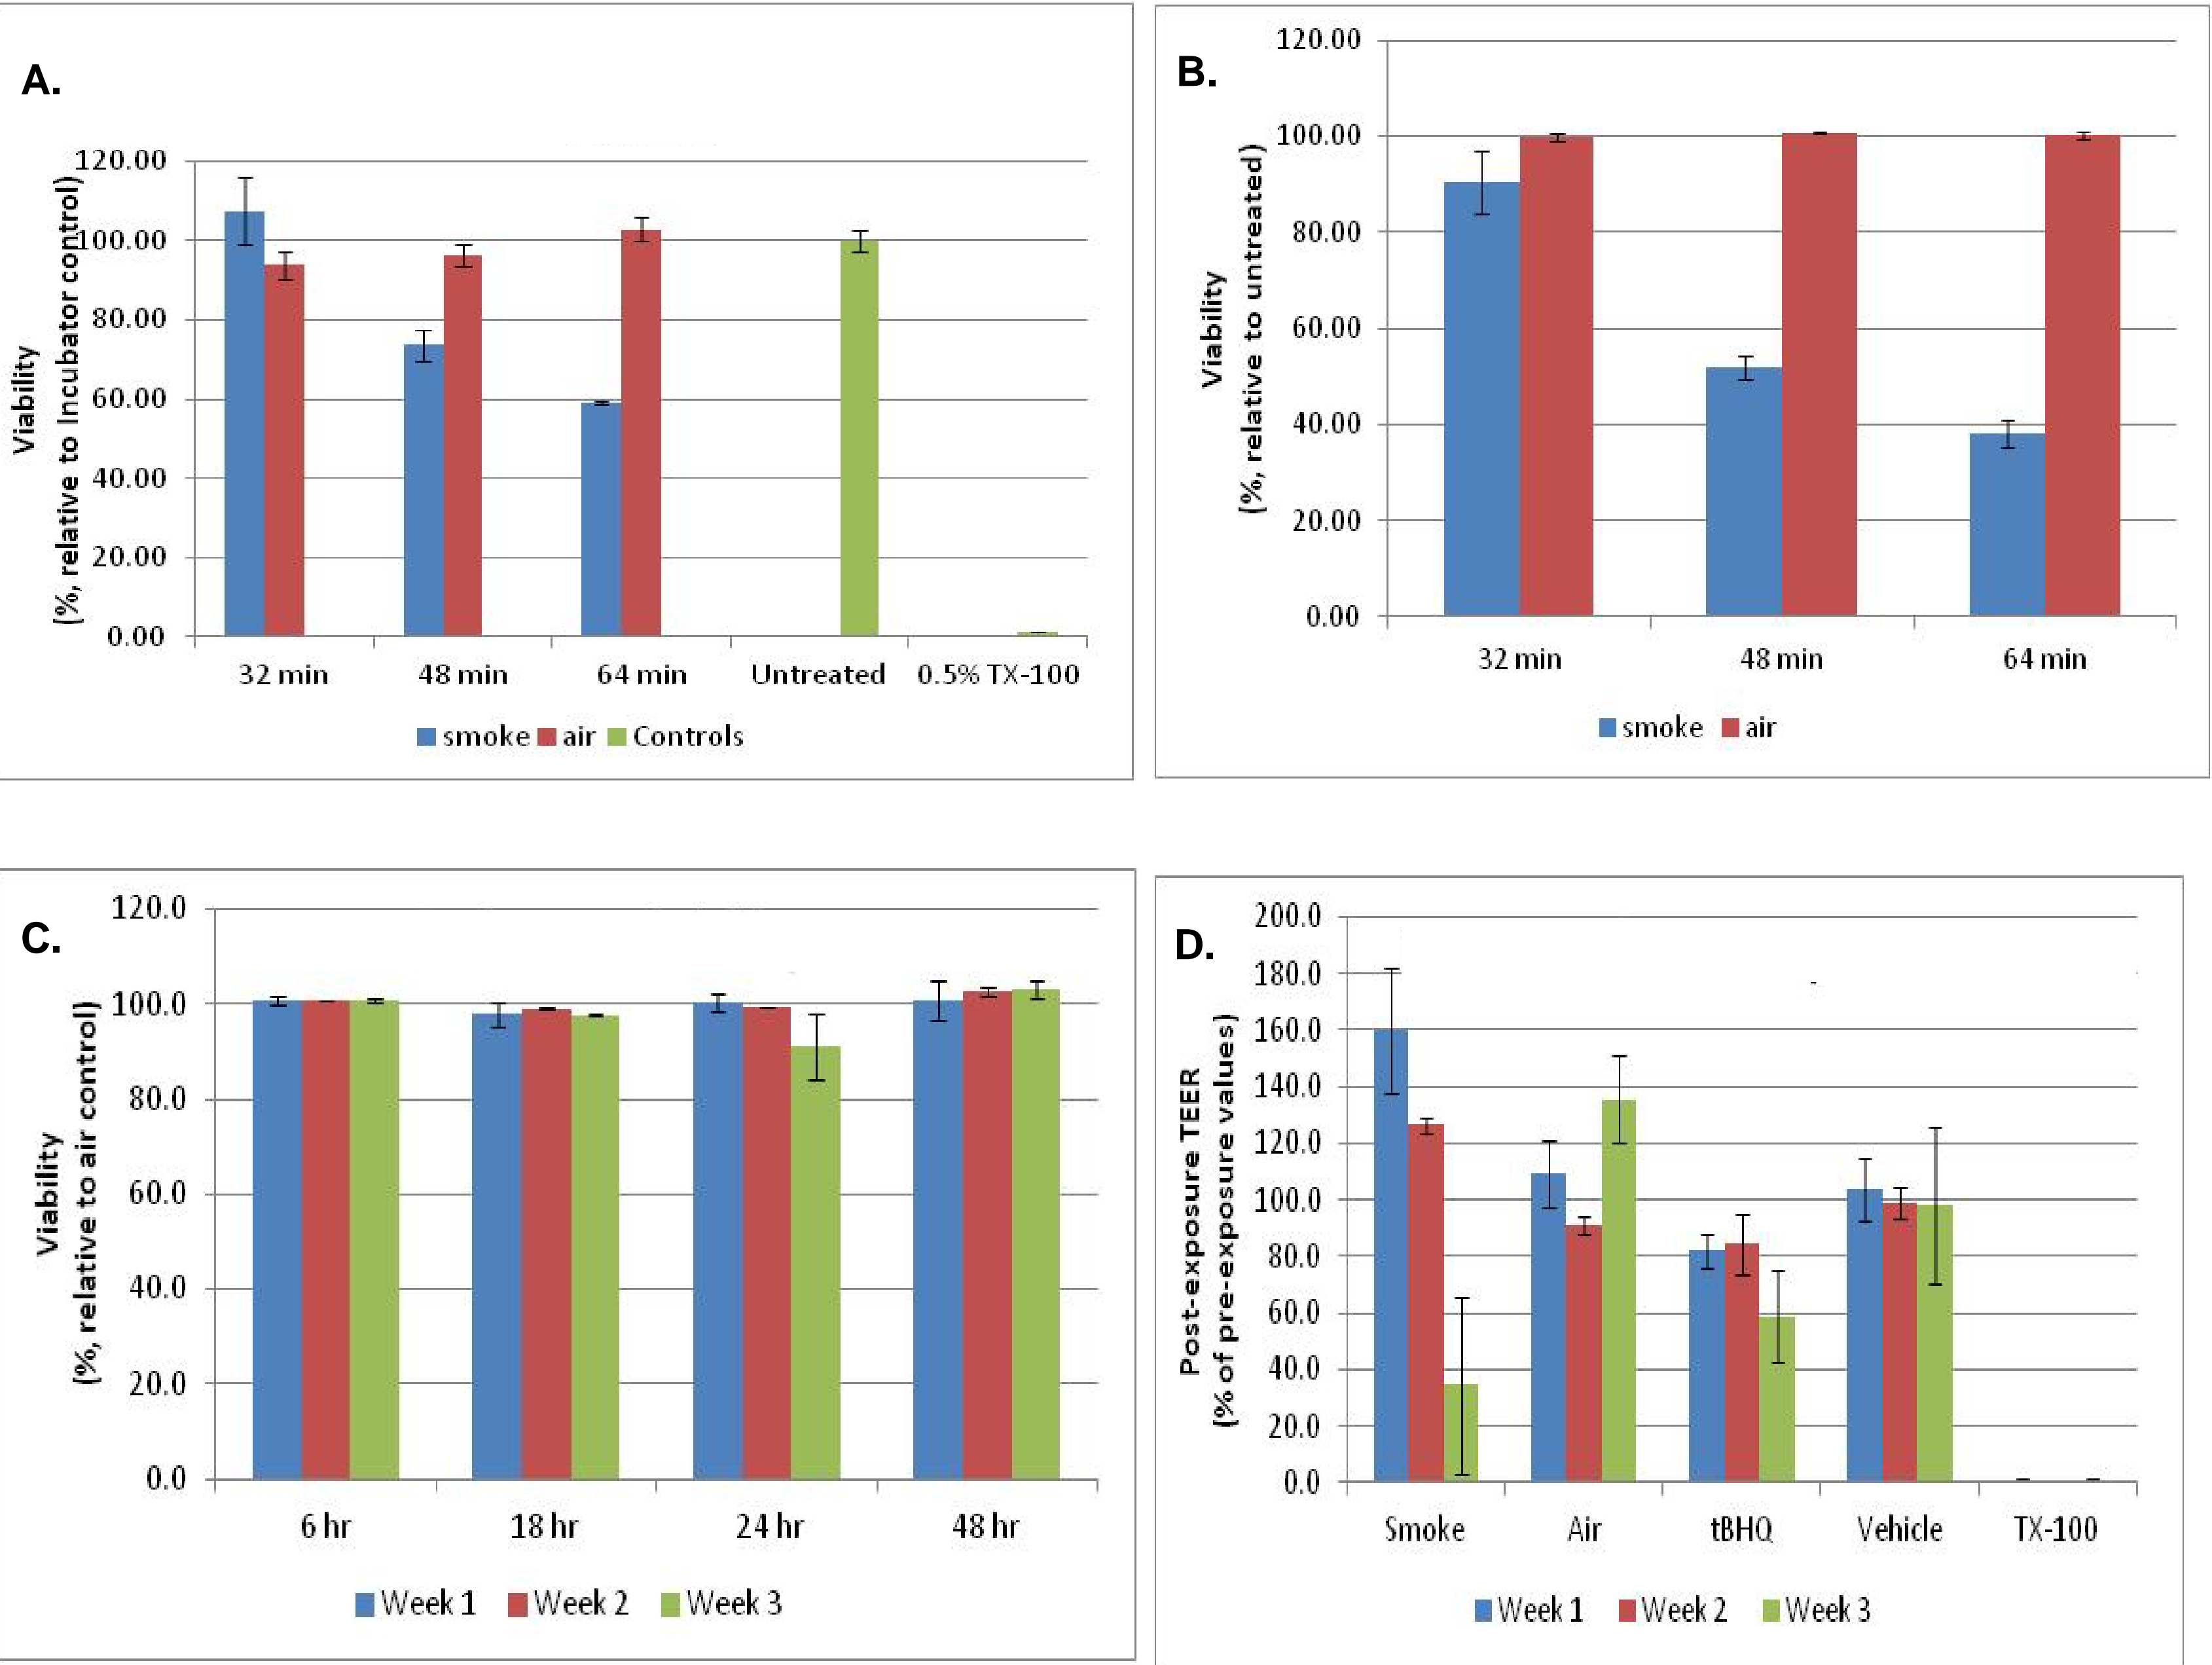 A.
Viability
(%, relative to Incubator control)
120.00
100.00
80.00
60.00
40.00
20.00
0.00
32 min 48 min 64 min Untreated 0.5% TX-100
smoke air Controls
B.
Viability
(%, relative to untreated)
120.00
100.00
80.00
60.00
40.00
20.00
0.00
32 min 48 min 64 min
smoke air
C.
Viability
(%, relative to air control)
120.0
100.0
80.0
60.0
40.0
20.0
0.0
6 hr 18 hr 24 hr 48 hr
Week 1 Week 2 Week 3
D.
Post-exposure TEER
(% of pre-exposure values)
200.0
180.0
160.0
140.0
120.0
100.0
80.0
60.0
40.0
20.0
0.0
Smoke Air tBHQ Vehicle TX-100
Week 1 Week 2 Week 3